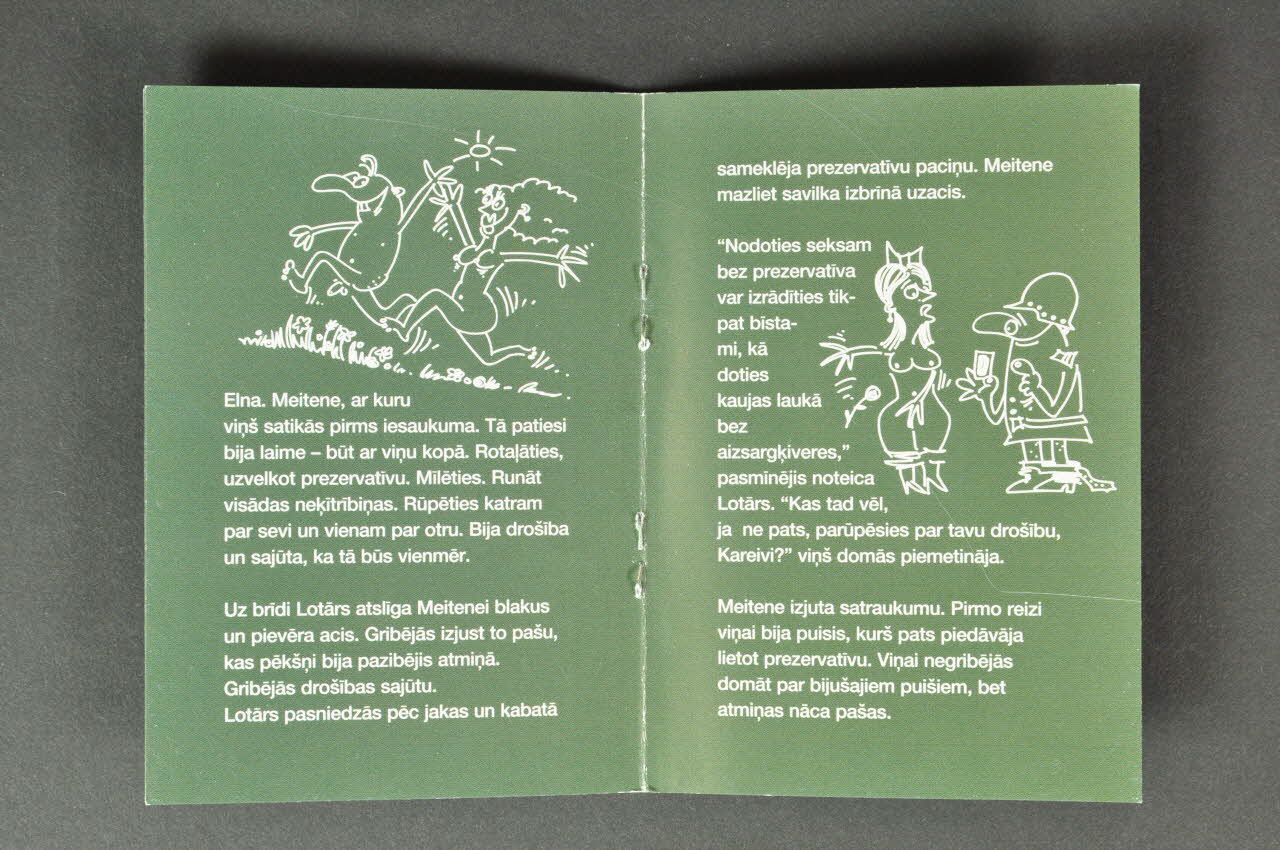 Elna. Meitene, ar kuru
viņš satikās pirms iesaukuma. Tā patiesi
bija laime – būt ar viņu kopā. Rotaļāties,
uzvelkot prezervatīvu. Mīlēties. Runāt
visādas neķītrībiņas. Rūpēties katram
par sevi un vienam par otru. Bija drošība
un sajūta, ka tā būs vienmēr.
Uz brīdi Lotārs atslīga Meitenei blakus
un pievēra acis. Gribējās izjust to pašu,
kas pēkšņi bija pazibējis atmiņā.
Gribējās drošības sajūtu.
Lotārs pasniedzās pēc jakas un kabatā
sameklēja prezervatīvu paciņu. Meitene
mazliet savilka izbrīnā uzacis.
“Nodoties seksam
bez prezervatīva
var izrādīties tik-
pat bīsta-
mi, kā
doties
kaujas laukā
bez
aizsargķiveres,”
pasmīnējis noteica
Lotārs. “Kas tad vēl,
ja ne pats, parūpēsies par tavu drošību,
Kareivi?” viņš domās piemetināja.
Meitene izjuta satraukumu. Pirmo reizi
viņai bija puisis, kurš pats piedāvāja
lietot prezervatīvu. Viņai negribējās
domāt par bijušajiem puišiem, bet
atmiņas nāca pašas.